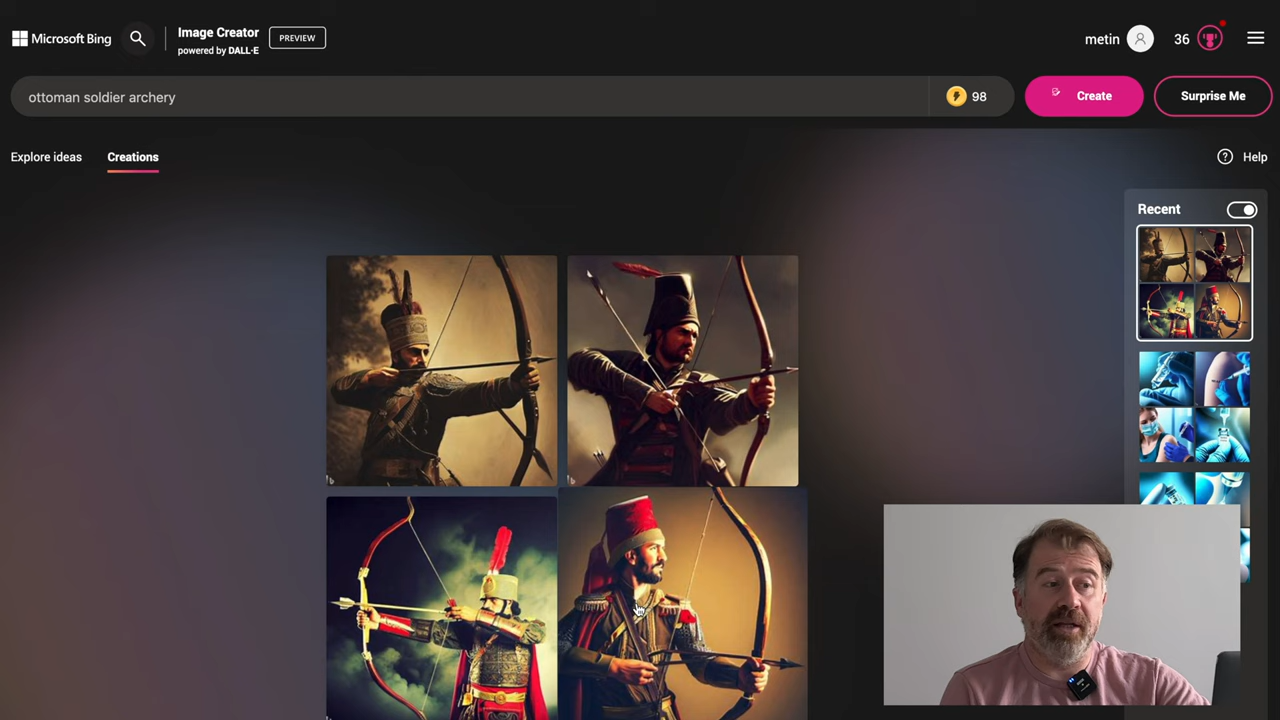 Microsoft Bing
Image Creator
powered by DALL·E
PREVIEW
metin
36
ottoman soldier archery
98
Create
Surprise Me
Explore ideas
Creations
Help
Recent